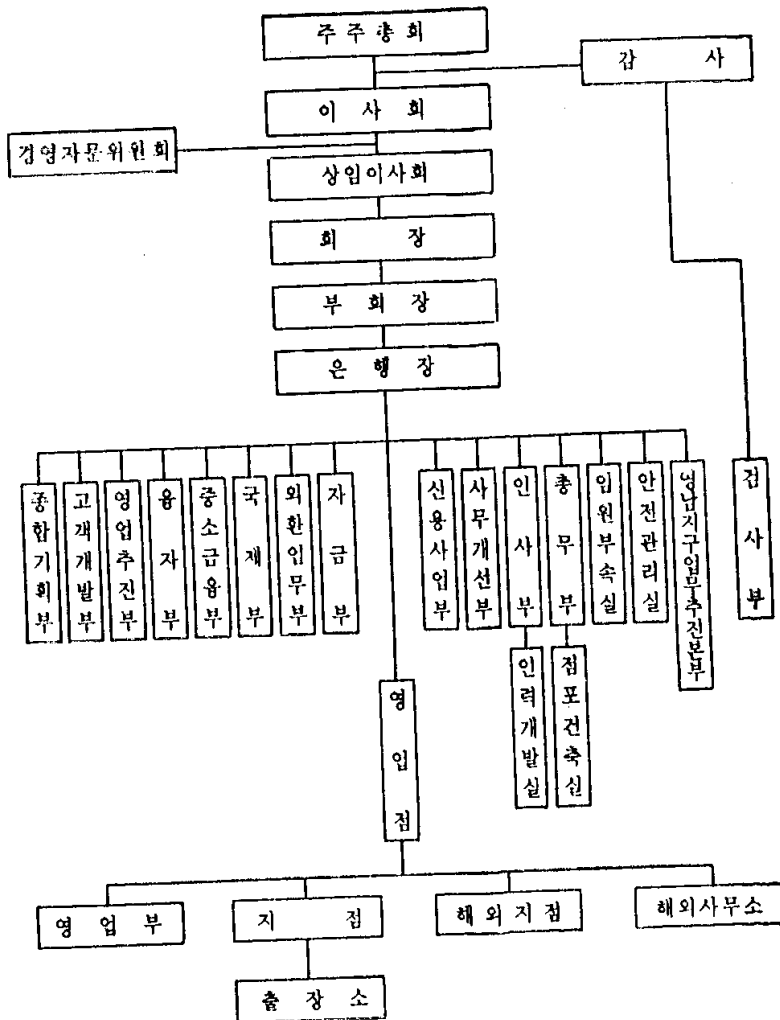 주주총회
감 사
이 사 회
경영자문위원회
상임이사회
회 장
부 회 장
은 행 장
종합기획부
고객개발부
영업추진부
융자부
중소금융부
국제부
외환업무부
자금부
신용사업부
사무개선부
인사부
총무부
임원부속실
안전관리실
영남지구업무추진본부
검사부
인력개발실
점포건축실
영업점
영 업 부
지 점
해외지점
해외사무소
출 장 소